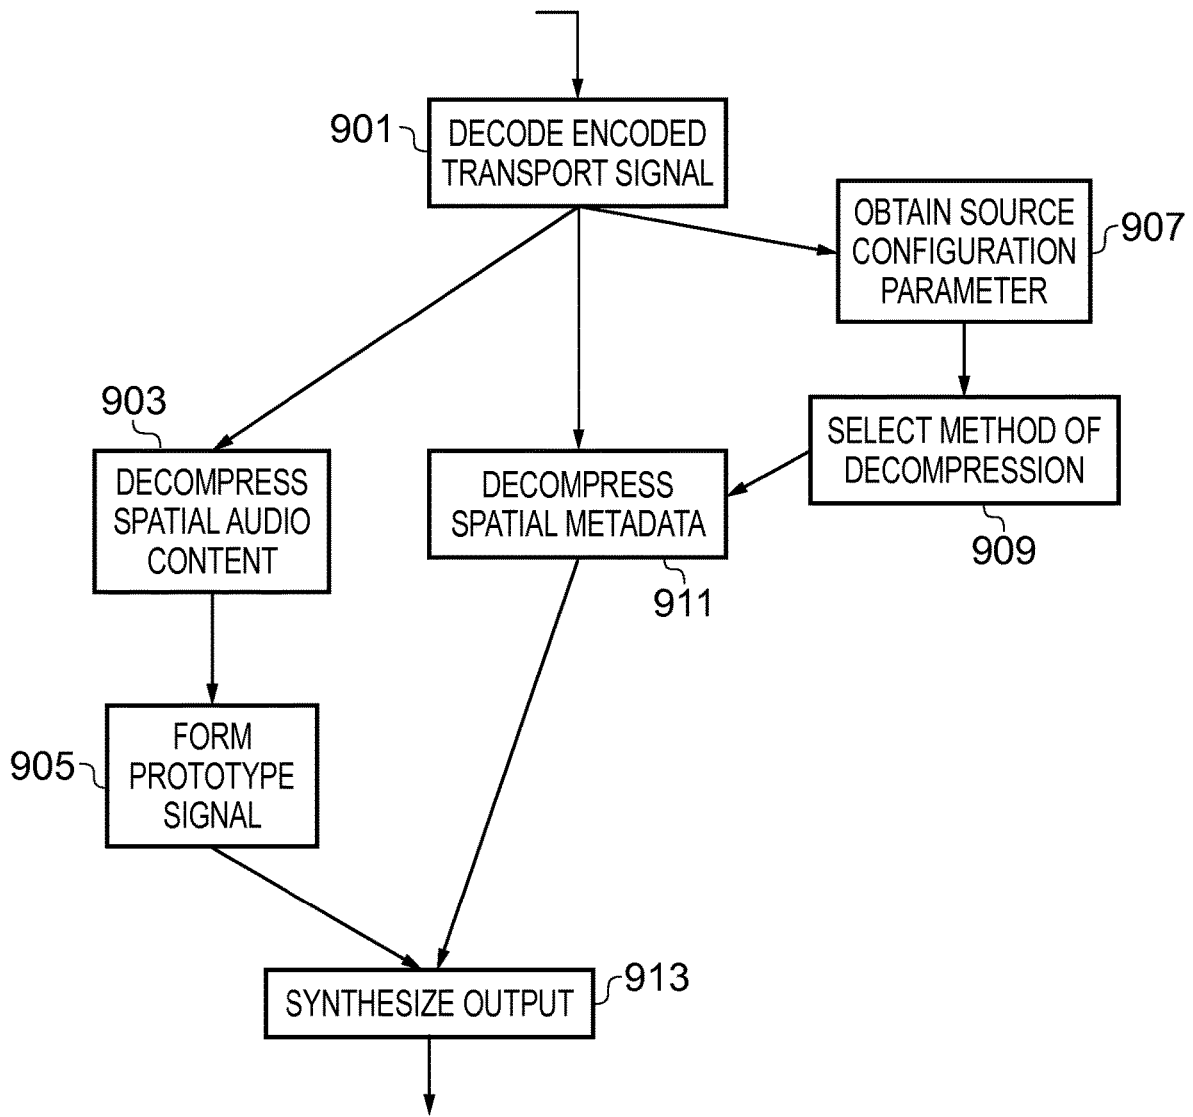 901
DECODE ENCODED
TRANSPORT SIGNAL
OBTAIN SOURCE
CONFIGURATION
PARAMETER
907
903
DECOMPRESS
SPATIAL AUDIO
CONTENT
DECOMPRESS
SPATIAL METADATA
911
SELECT METHOD OF
DECOMPRESSION
909
905
FORM
PROTOTYPE
SIGNAL
SYNTHESIZE OUTPUT
913